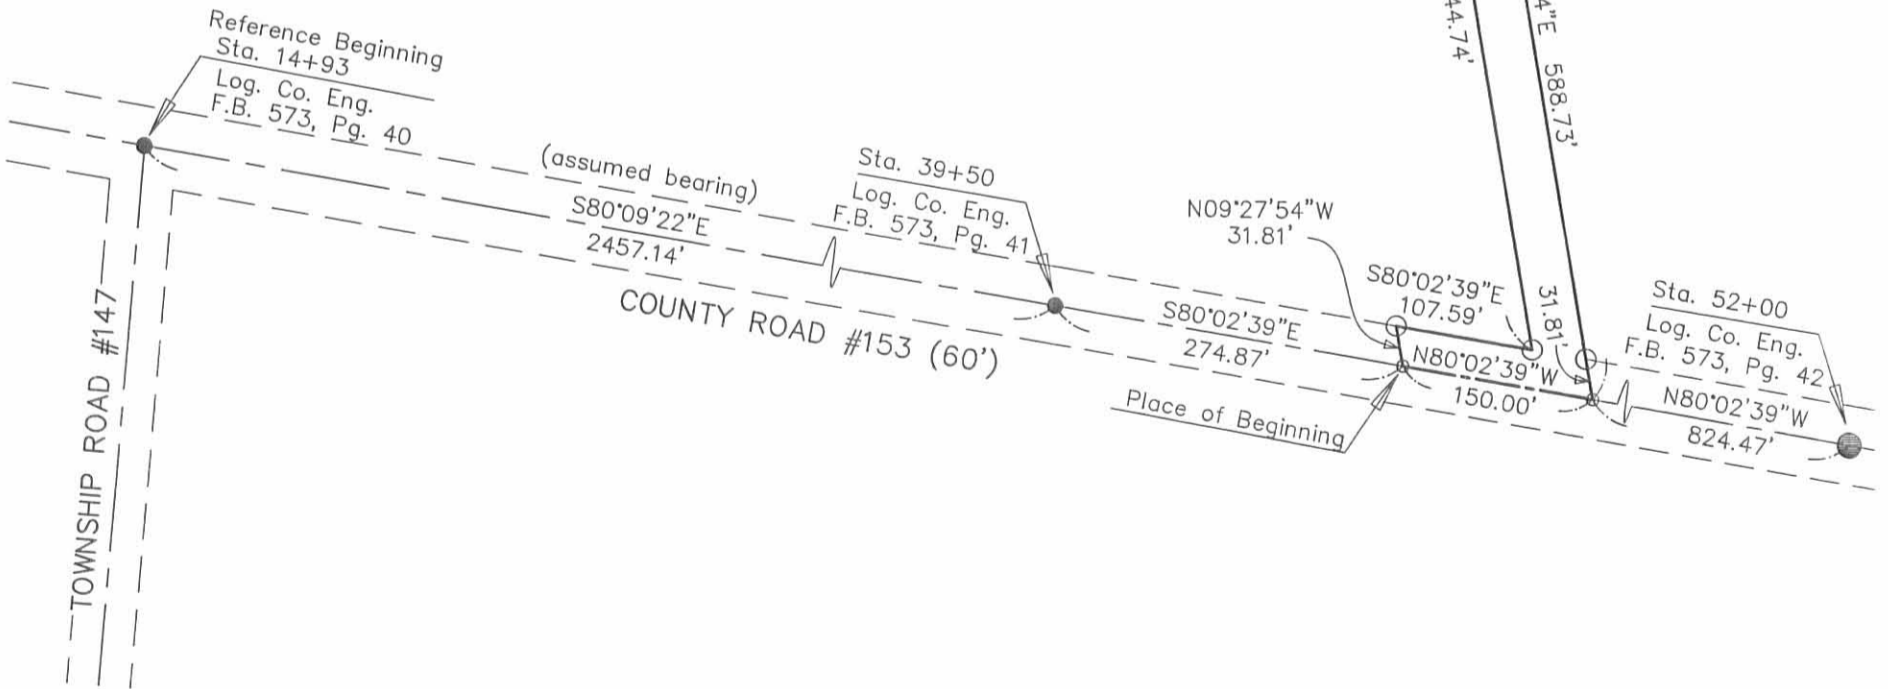 Reference Beginning
Sta. 14+93
Log. Co. Eng.
F.B. 573, Pg. 40
(assumed bearing)
S80°09'22"E
2457.14'
COUNTY ROAD #153 (60')
TOWNSHIP ROAD #147
Sta. 39+50
Log. Co. Eng.
F.B. 573, Pg. 41
S80°02'39"E
274.87'
N09°27'54"W
31.81'
S80°02'39"E
107.59'
N80°02'39"W
150.00'
Place of Beginning
44.74'
4"E 588.73'
31.81'
Sta. 52+00
Log. Co. Eng.
F.B. 573, Pg. 42
N80°02'39"W
824.47'